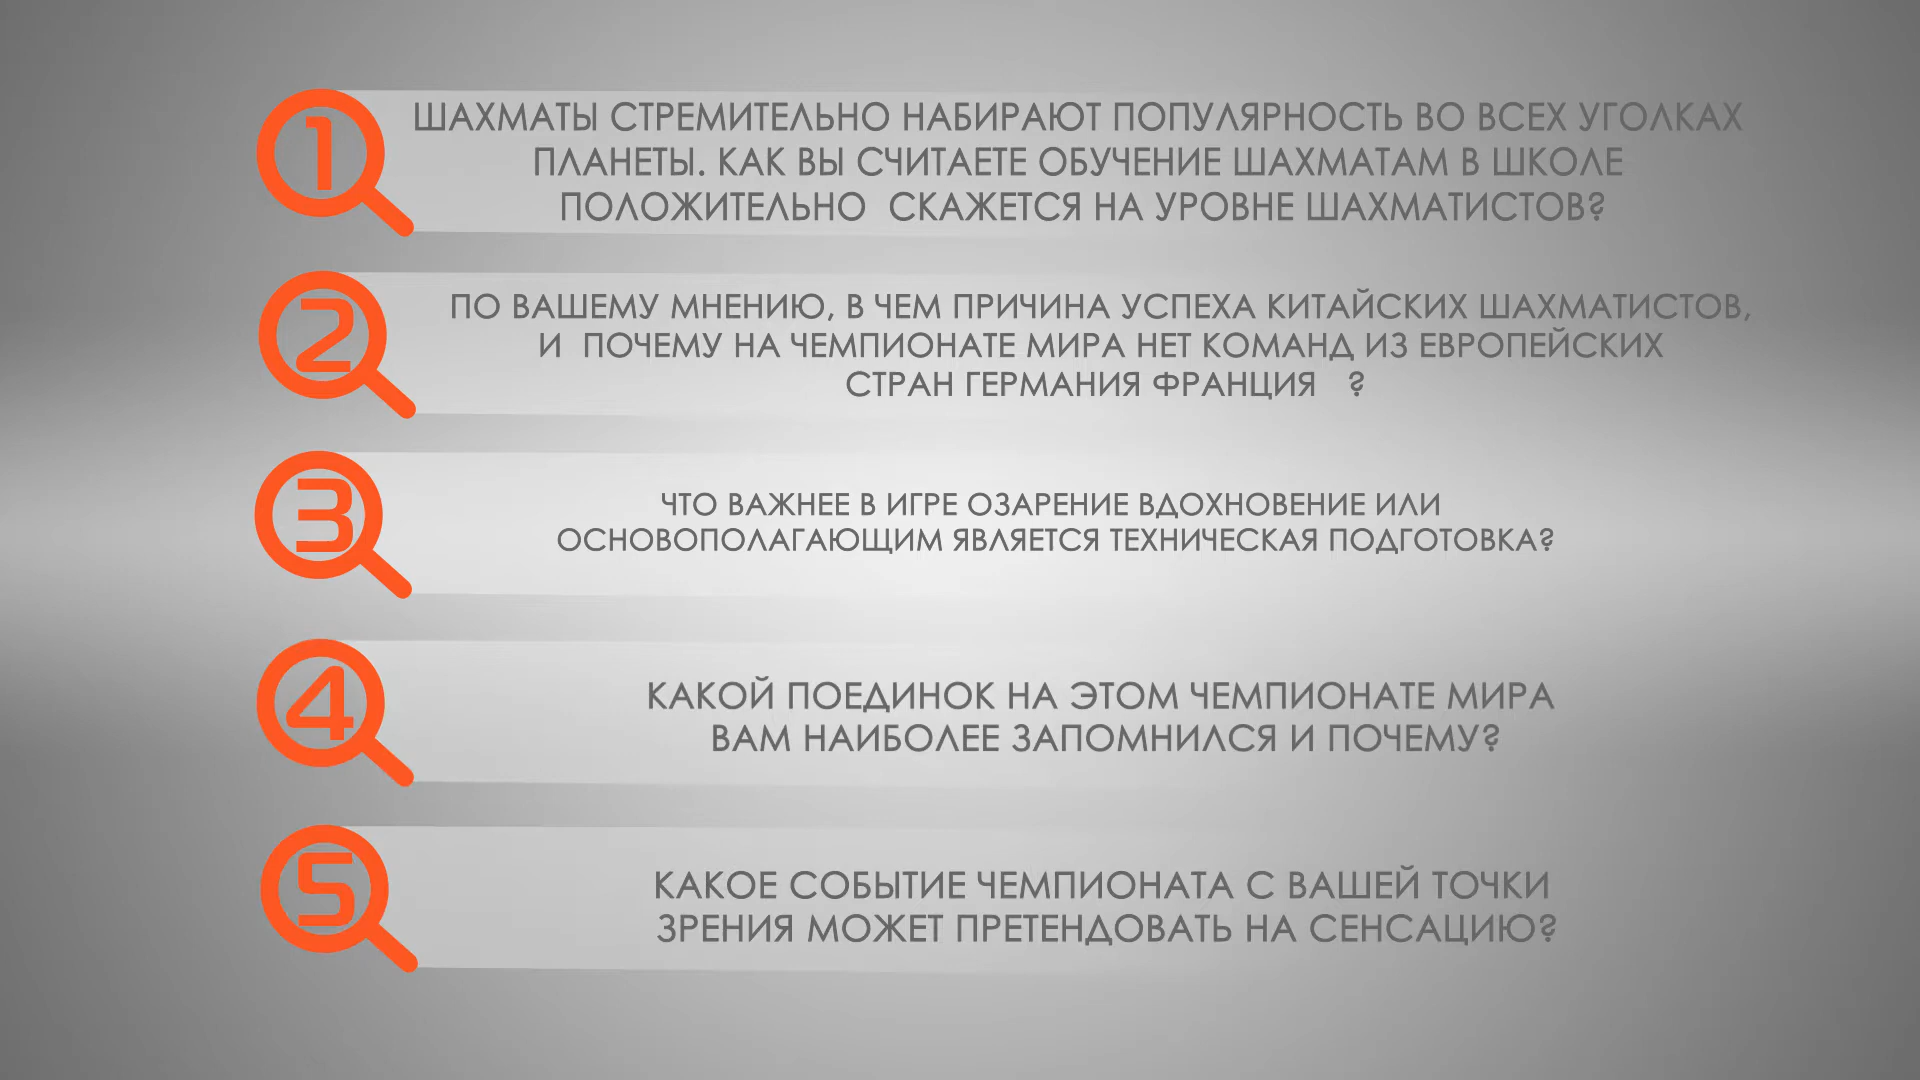 1
ШАХМАТЫ СТРЕМИТЕЛЬНО НАБИРАЮТ ПОПУЛЯРНОСТЬ ВО ВСЕХ УГОЛКАХ
ПЛАНЕТЫ. КАК ВЫ СЧИТАЕТЕ ОБУЧЕНИЕ ШАХМАТАМ В ШКОЛЕ
ПОЛОЖИТЕЛЬНО СКАЖЕТСЯ НА УРОВНЕ ШАХМАТИСТОВ?
2
ПО ВАШЕМУ МНЕНИЮ, В ЧЕМ ПРИЧИНА УСПЕХА КИТАЙСКИХ ШАХМАТИСТОВ,
И ПОЧЕМУ НА ЧЕМПИОНАТЕ МИРА НЕТ КОМАНД ИЗ ЕВРОПЕЙСКИХ
СТРАН ГЕРМАНИЯ ФРАНЦИЯ ?
3
ЧТО ВАЖНЕЕ В ИГРЕ ОЗАРЕНИЕ ВДОХНОВЕНИЕ ИЛИ
ОСНОВОПОЛАГАЮЩИМ ЯВЛЯЕТСЯ ТЕХНИЧЕСКАЯ ПОДГОТОВКА?
4
КАКОЙ ПОЕДИНОК НА ЭТОМ ЧЕМПИОНАТЕ МИРА
ВАМ НАИБОЛЕЕ ЗАПОМНИЛСЯ И ПОЧЕМУ?
5
КАКОЕ СОБЫТИЕ ЧЕМПИОНАТА С ВАШЕЙ ТОЧКИ
ЗРЕНИЯ МОЖЕТ ПРЕТЕНДОВАТЬ НА СЕНСАЦИЮ?